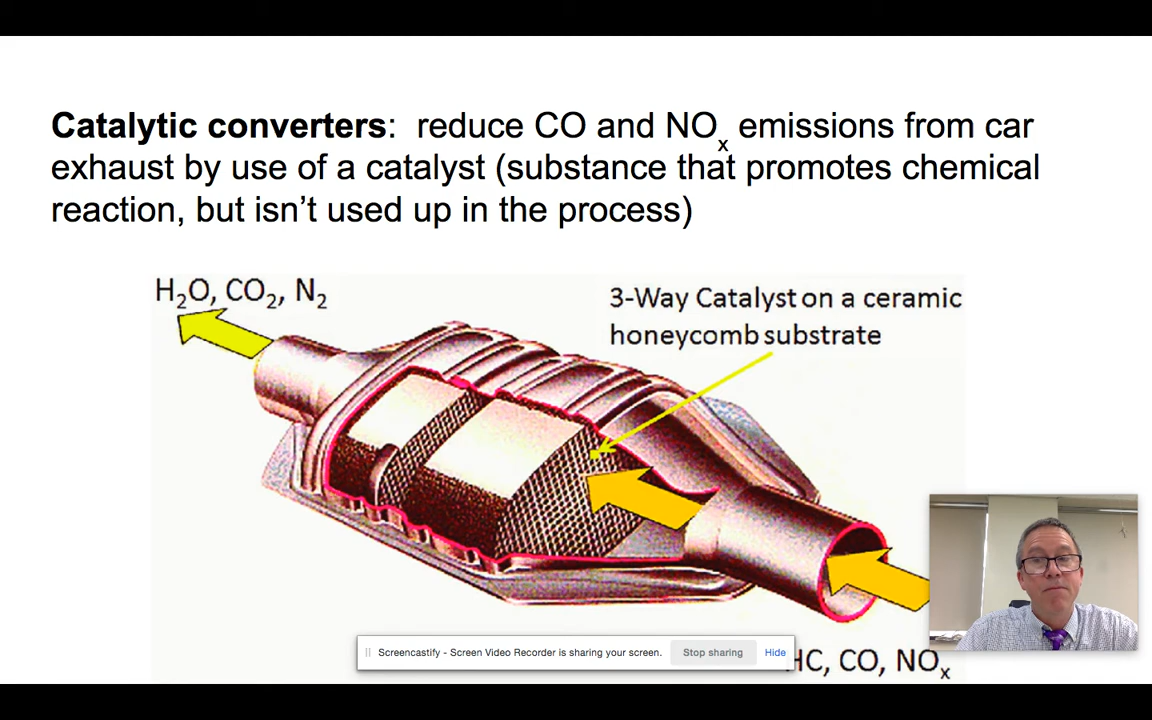 Catalytic converters: reduce CO and NOx emissions from car
exhaust by use of a catalyst (substance that promotes chemical
reaction, but isn't used up in the process)
H₂O, CO₂, N₂
3-Way Catalyst on a ceramic
honeycomb substrate
Screencastify - Screen Video Recorder is sharing your screen.
Stop sharing
Hide
HC, CO, NOx